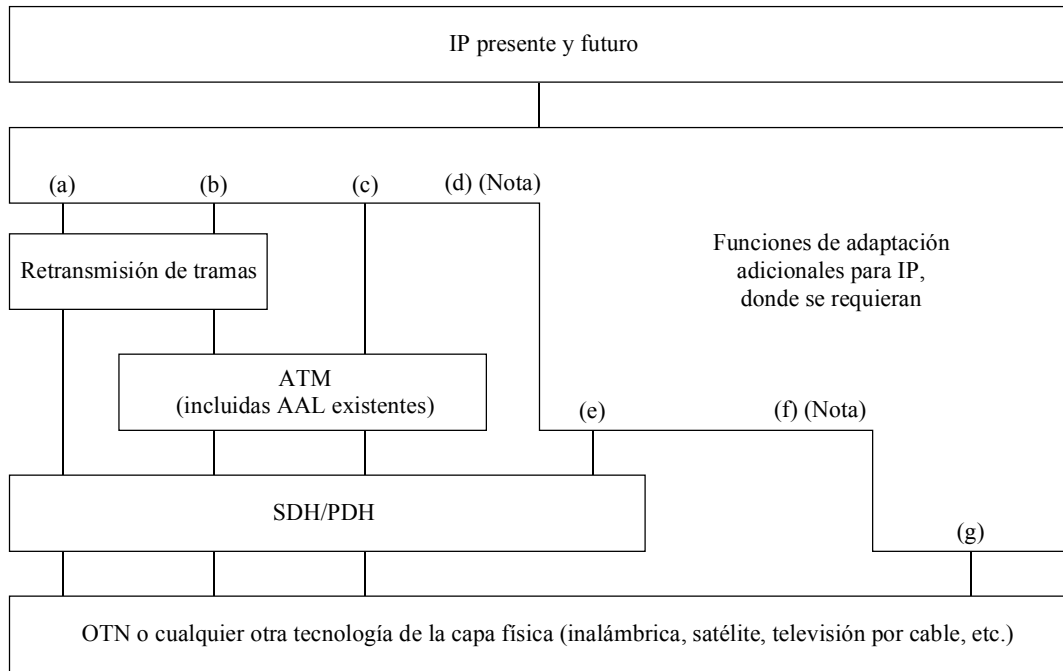 IP presente y futuro
(a)
(b)
(c)
(d) (Nota)
Funciones de adaptación
adicionales para IP,
donde se requieran
Retransmisión de tramas
ATM
(incluidas AAL existentes)
(e)
(f) (Nota)
SDH/PDH
(g)
OTN o cualquier otra tecnología de la capa física (inalámbrica, satélite, televisión por cable, etc.)